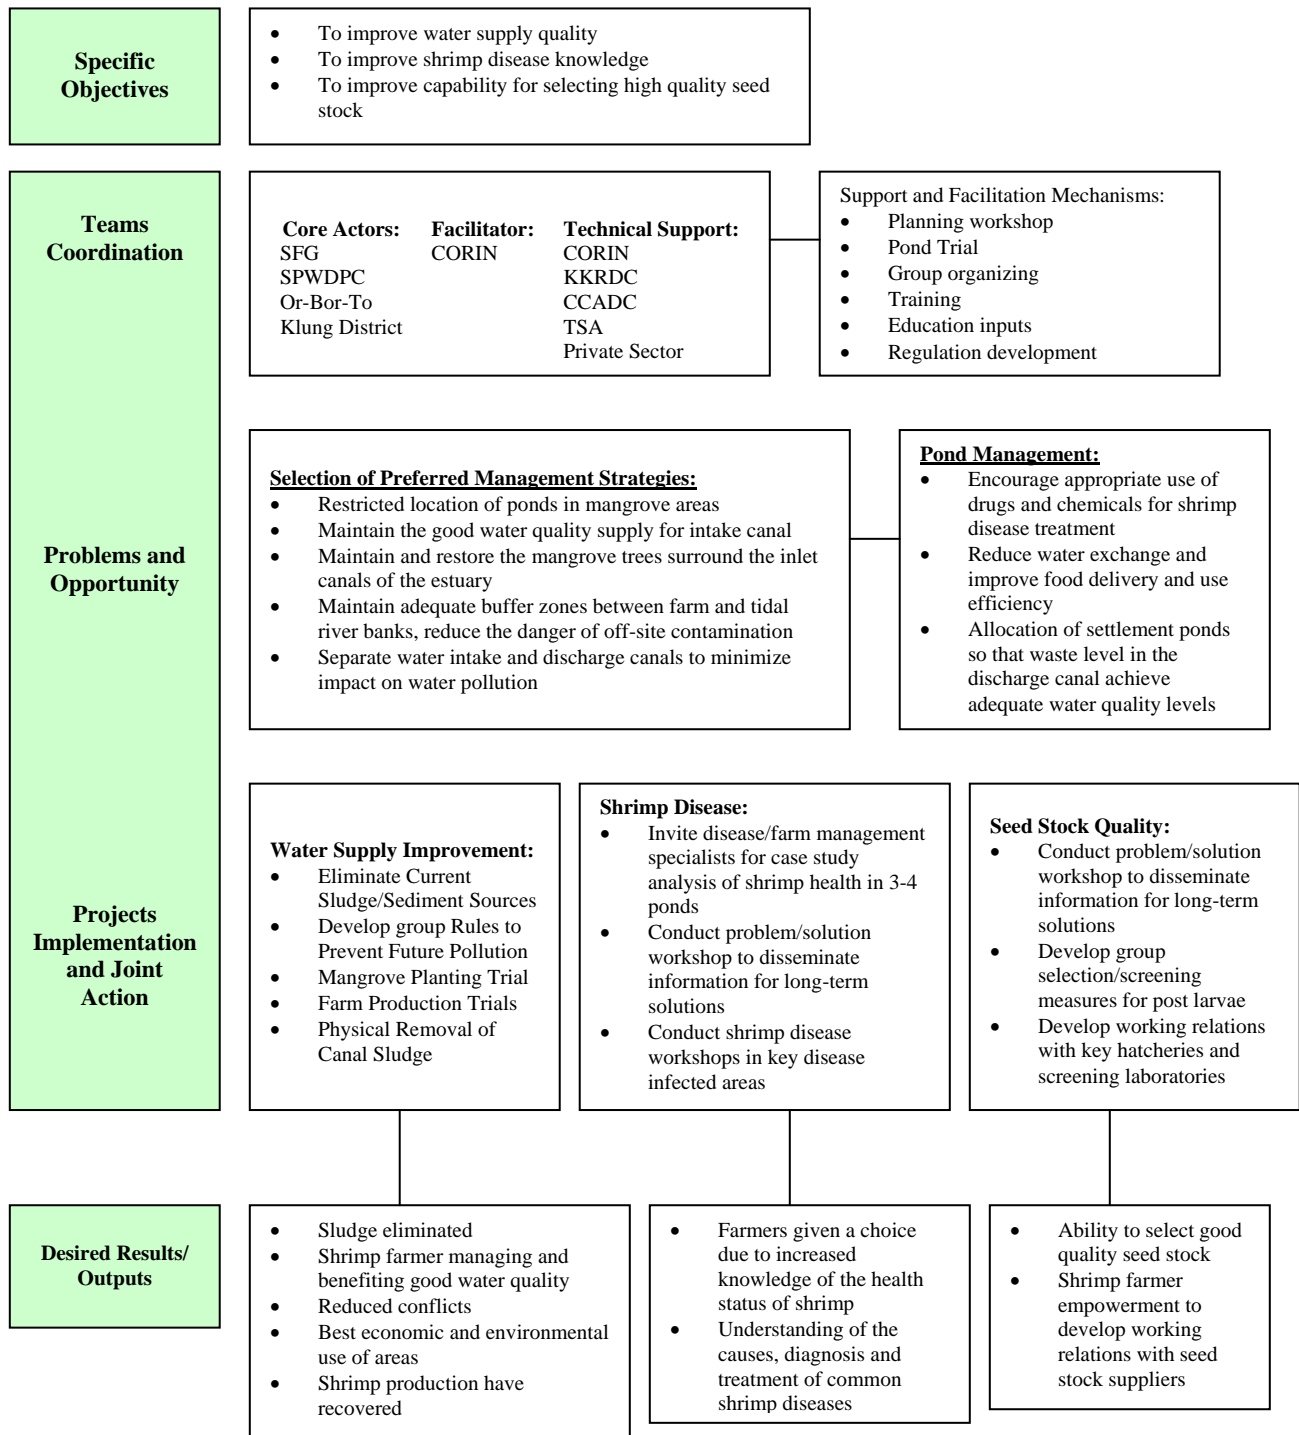 Specific
Objectives
• To improve water supply quality
• To improve shrimp disease knowledge
• To improve capability for selecting high quality seed
stock
Teams
Coordination
Core Actors:
SFG
SPWDPC
Or-Bor-To
Klung District
Facilitator:
CORIN
Technical Support:
CORIN
KKRDC
CCADC
TSA
Private Sector
Support and Facilitation Mechanisms:
• Planning workshop
• Pond Trial
• Group organizing
• Training
• Education inputs
• Regulation development
Problems and
Opportunity
Selection of Preferred Management Strategies:
• Restricted location of ponds in mangrove areas
• Maintain the good water quality supply for intake canal
• Maintain and restore the mangrove trees surround the inlet
canals of the estuary
• Maintain adequate buffer zones between farm and tidal
river banks, reduce the danger of off-site contamination
• Separate water intake and discharge canals to minimize
impact on water pollution
Pond Management:
• Encourage appropriate use of
drugs and chemicals for shrimp
disease treatment
• Reduce water exchange and
improve food delivery and use
efficiency
• Allocation of settlement ponds
so that waste level in the
discharge canal achieve
adequate water quality levels
Projects
Implementation
and Joint
Action
Water Supply Improvement:
• Eliminate Current
Sludge/Sediment Sources
• Develop group Rules to
Prevent Future Pollution
• Mangrove Planting Trial
• Farm Production Trials
• Physical Removal of
Canal Sludge
Shrimp Disease:
• Invite disease/farm management
specialists for case study
analysis of shrimp health in 3-4
ponds
• Conduct problem/solution
workshop to disseminate
information for long-term
solutions
• Conduct shrimp disease
workshops in key disease
infected areas
Seed Stock Quality:
• Conduct problem/solution
workshop to disseminate
information for long-term
solutions
• Develop group
selection/screening
measures for post larvae
• Develop working relations
with key hatcheries and
screening laboratories
Desired Results/
Outputs
• Sludge eliminated
• Shrimp farmer managing and
benefiting good water quality
• Reduced conflicts
• Best economic and environmental
use of areas
• Shrimp production have
recovered
• Farmers given a choice
due to increased
knowledge of the health
status of shrimp
• Understanding of the
causes, diagnosis and
treatment of common
shrimp diseases
• Ability to select good
quality seed stock
• Shrimp farmer
empowerment to
develop working
relations with seed
stock suppliers